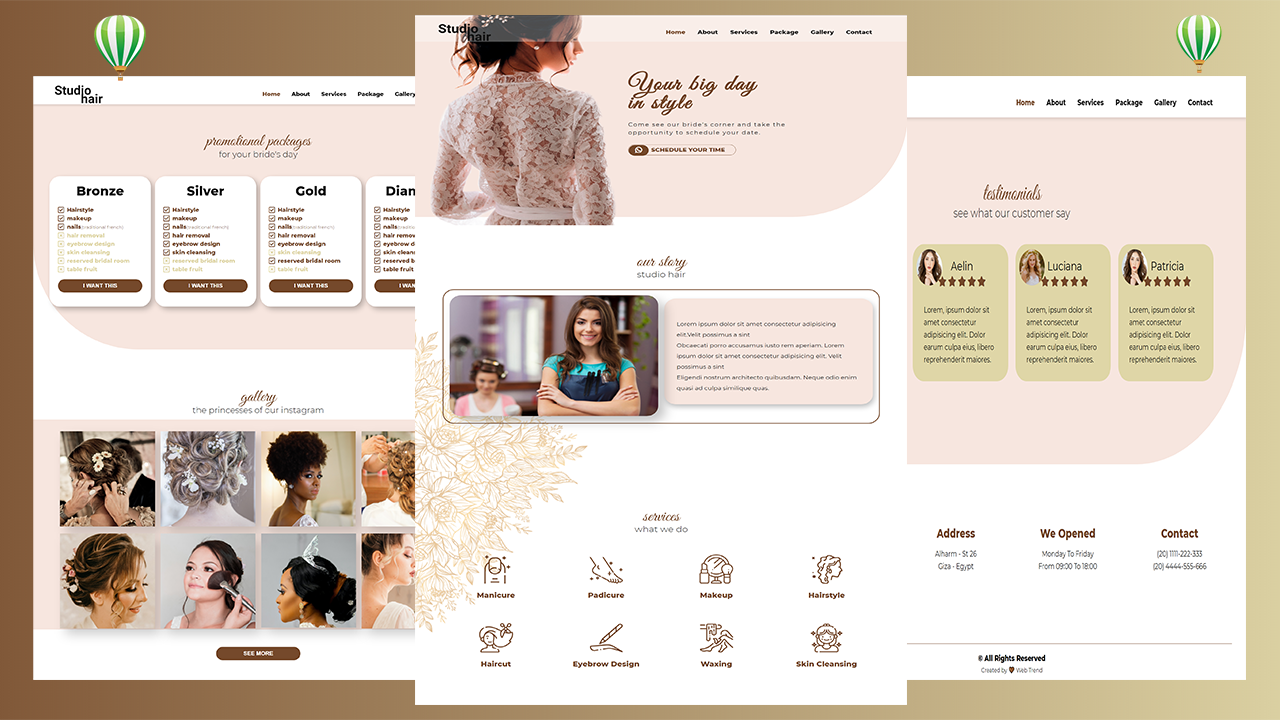 Studio
hair
Home About Services Package Gallery
promotional packages
for your bride's day
Bronze
Hairstyle
makeup
nails (traditional french)
hair removal
eyebrow design
skin cleansing
reserved bridal room
table fruit
I WANT THIS
Silver
Hairstyle
makeup
nails (traditional french)
hair removal
eyebrow design
skin cleansing
reserved bridal room
table fruit
I WANT THIS
Gold
Hairstyle
makeup
nails (traditional french)
hair removal
eyebrow design
skin cleansing
reserved bridal room
table fruit
I WANT THIS
Dian
Hairstyle
makeup
nails (tr
hair remo
eyebrow d
skin clean
reserved b
table fruit
I WAN
gallery
the princesses of our instagram
SEE MORE
Studio
hair
Home About Services Package Gallery Contact
Your big day
in style
Come see our bride's corner and take the
opportunity to schedule your date.
SCHEDULE YOUR TIME
our story
studio hair
Lorem, ipsum dolor sit amet consectetur adipisicing
elit.Velit possimus a sint
Obcaecati porro accusamus iusto rem aperiam. Lorem
ipsum dolor sit amet consectetur adipisicing elit. Velit
possimus a sint
Eligendi nostrum architecto quibusdam. Neque odio enim
quasi ad culpa similique quas.
services
what we do
Manicure Padicure Makeup Hairstyle
Haircut Eyebrow Design Waxing Skin Cleansing
Home About Services Package Gallery Contact
testimonials
see what our customer say
Aelin
Lorem, ipsum dolor sit
amet consectetur
adipisicing elit. Dolor
earum culpa eius, libero
reprehenderit maiores.
Luciana
Lorem, ipsum dolor sit
amet consectetur
adipisicing elit. Dolor
earum culpa eius, libero
reprehenderit maiores.
Patricia
Lorem, ipsum dolor sit
amet consectetur
adipisicing elit. Dolor
earum culpa eius, libero
reprehenderit maiores.
Address
Alharm - St 26
Giza - Egypt
We Opened
Monday To Friday
From 09:00 To 18:00
Contact
(20) 1111-222-333
(20) 4444-555-666
© All Rights Reserved
Created by Web Trend